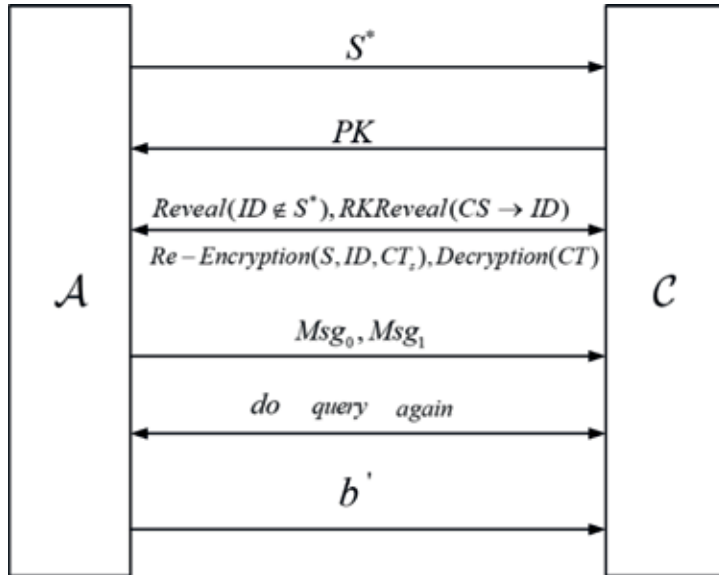 S*
PK
Reveal(ID ∉ S*), RKReveal(CS → ID)
Re – Encryption(S, ID, CT_s), Decryption(CT)
A
C
Msg_0, Msg_1
do query again
b'